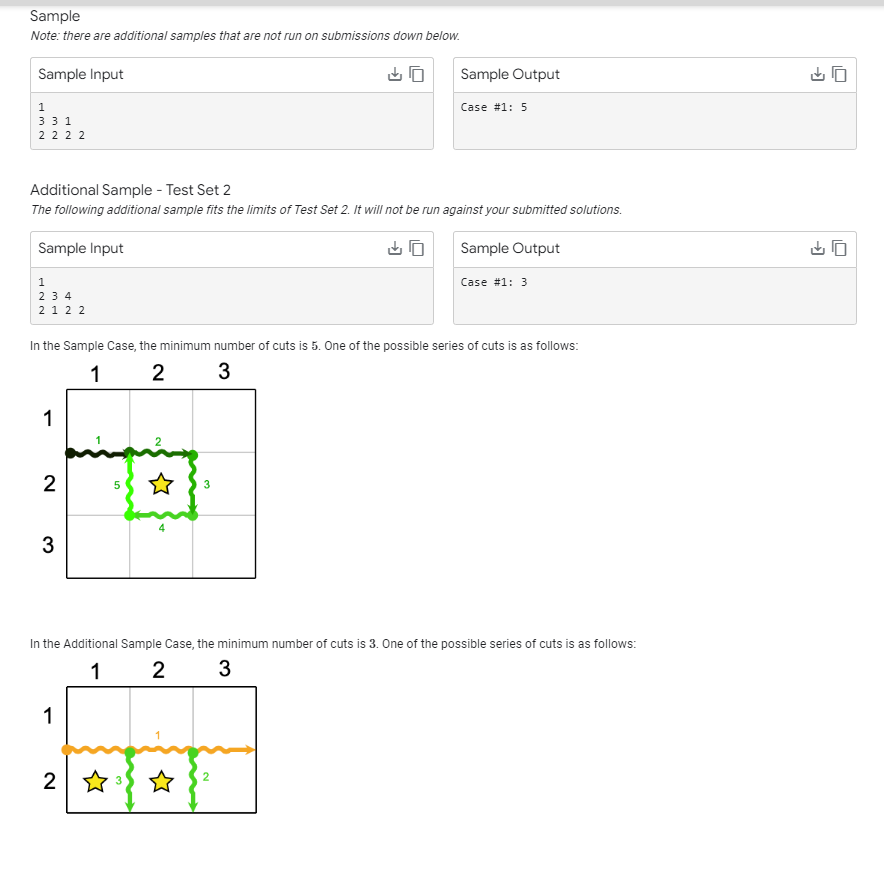 Sample
Note: there are additional samples that are not run on submissions down below.
Sample Input
Sample Output
1
3 3 1
2 2 2 2
Case #1: 5
Additional Sample - Test Set 2
The following additional sample fits the limits of Test Set 2. It will not be run against your submitted solutions.
Sample Input
Sample Output
1
2 3 4
2 1 2 2
Case #1: 3
In the Sample Case, the minimum number of cuts is 5. One of the possible series of cuts is as follows:
1 2 3
1
1 2
2
5 3
4
3
In the Additional Sample Case, the minimum number of cuts is 3. One of the possible series of cuts is as follows:
1 2 3
1
1
2
3 2